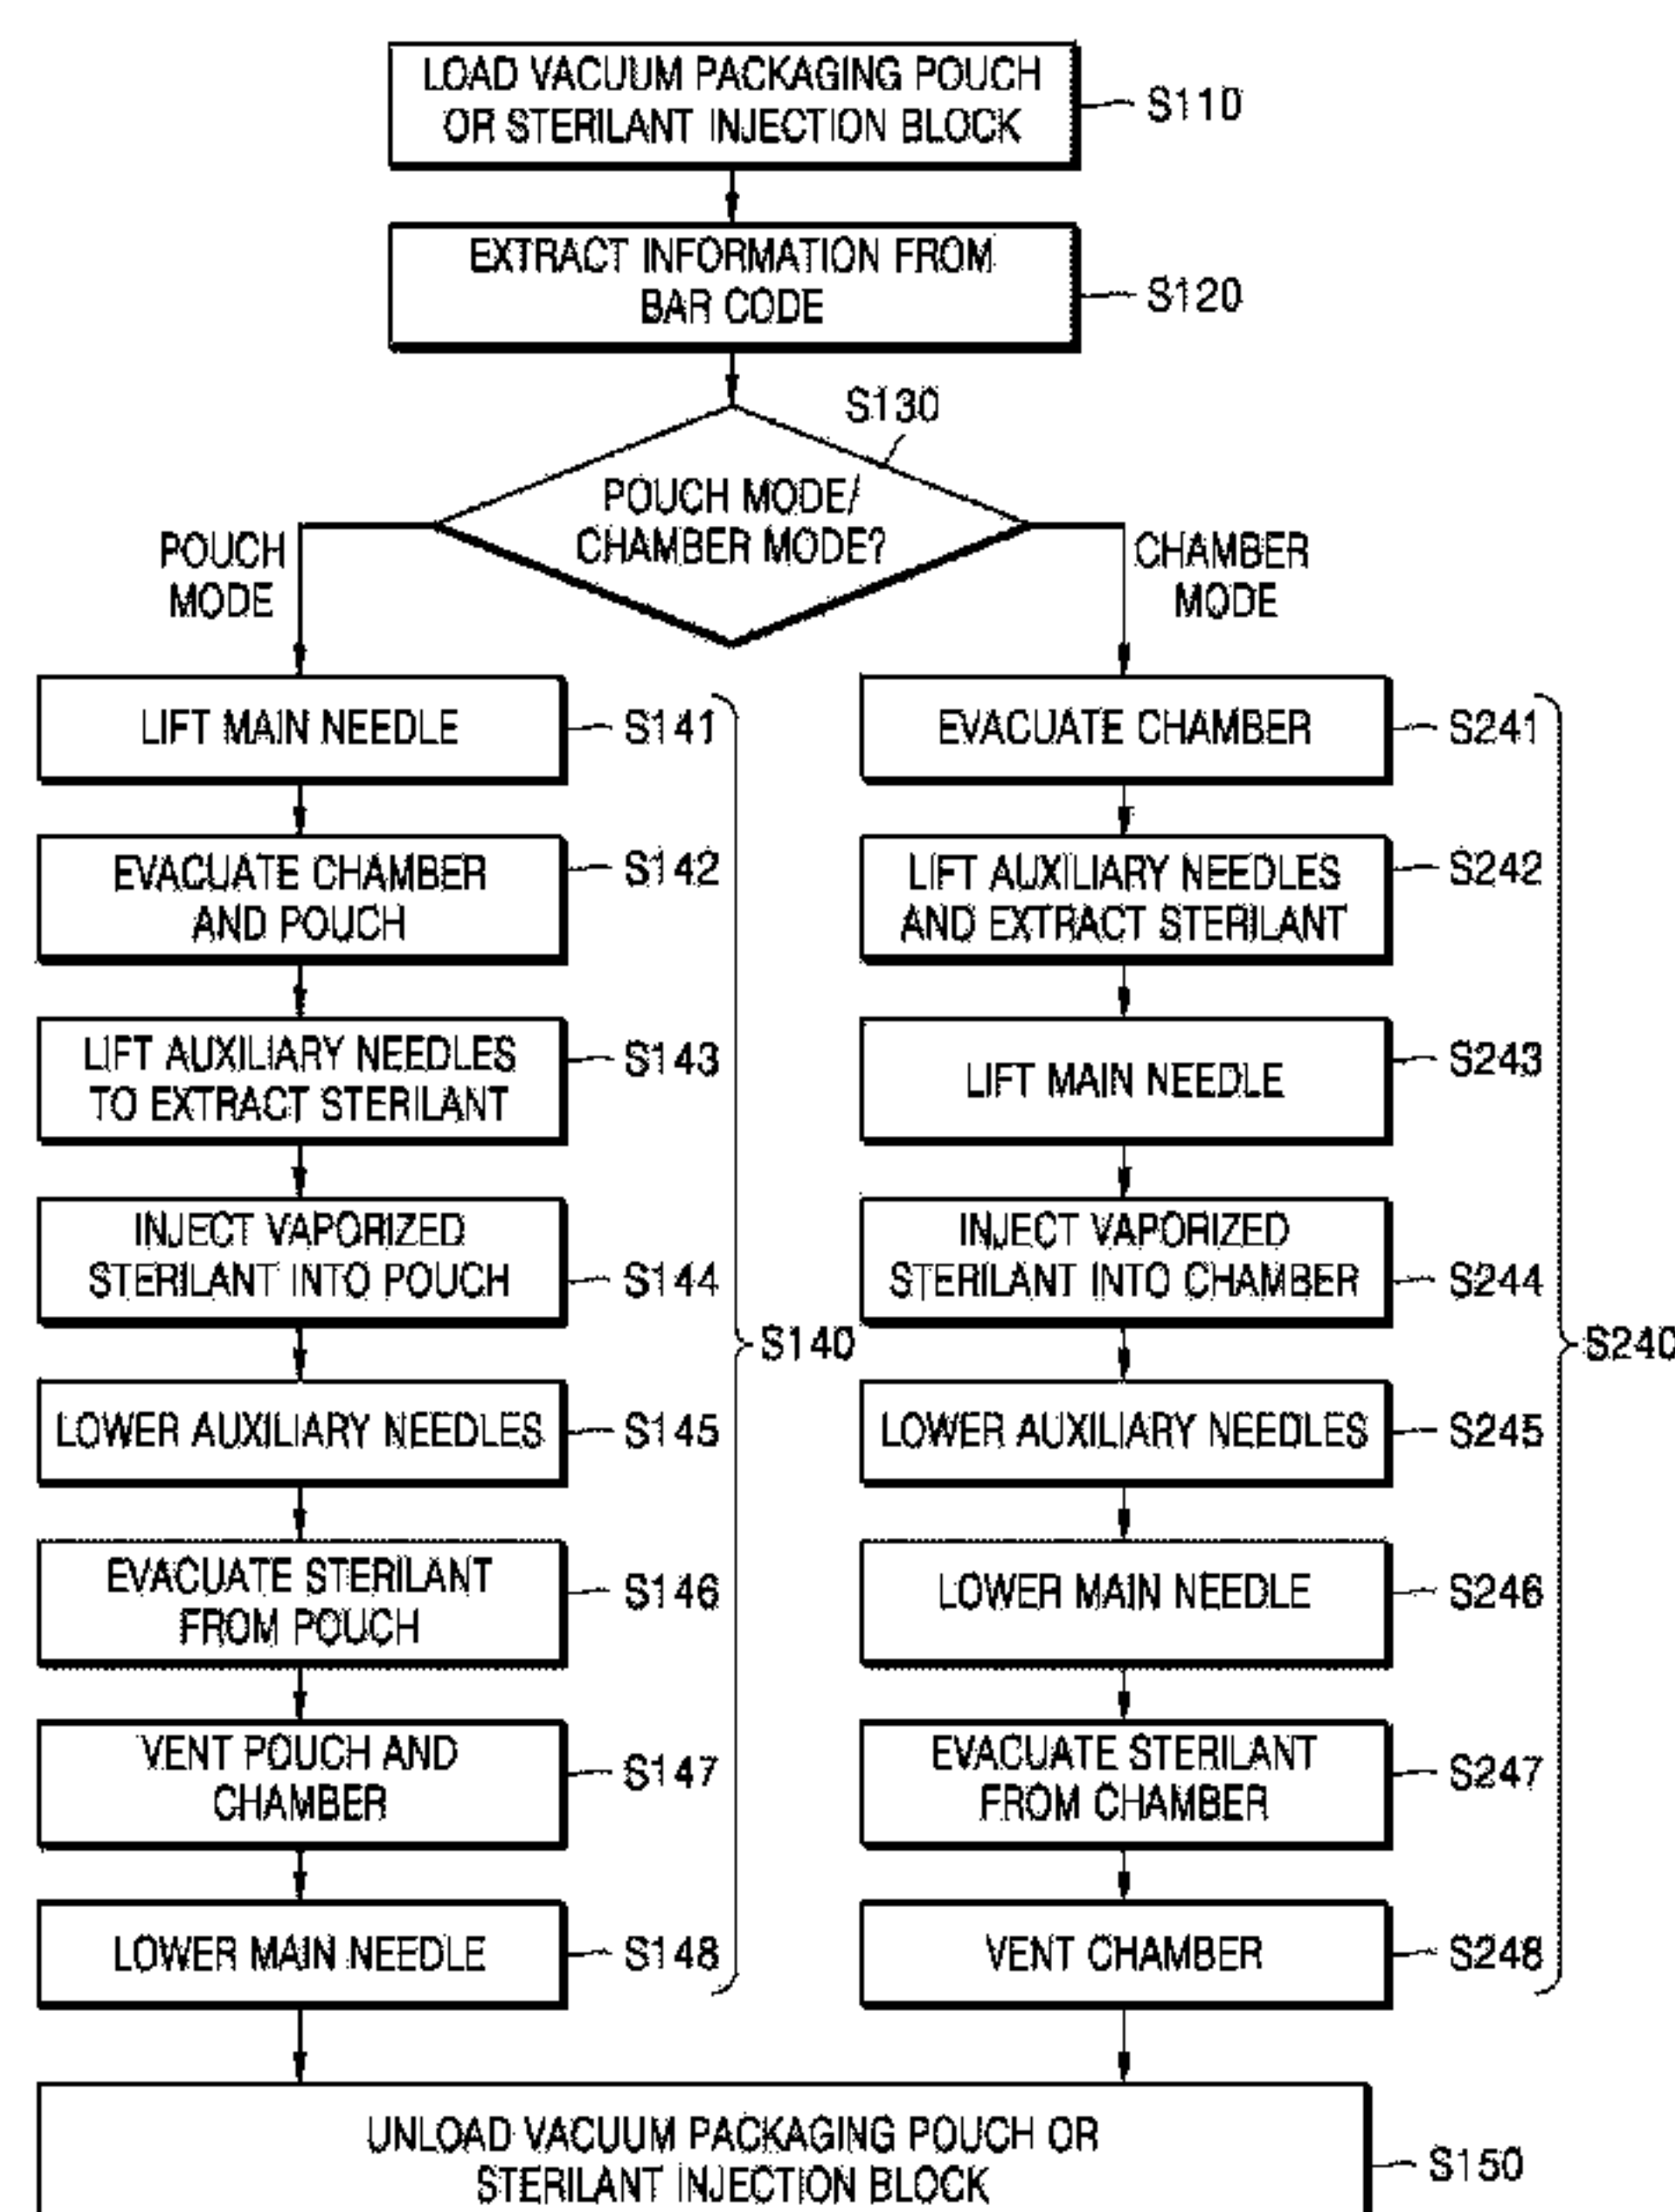 LOAD VACUUM PACKAGING POUCH
OR STERILANT INJECTION BLOCK
S110
EXTRACT INFORMATION FROM
BAR CODE
S120
S130
POUCH MODE/
CHAMBER MODE?
POUCH
MODE
CHAMBER
MODE
LIFT MAIN NEEDLE
S141
EVACUATE CHAMBER
AND POUCH
S142
LIFT AUXILIARY NEEDLES
TO EXTRACT STERILANT
S143
INJECT VAPORIZED
STERILANT INTO POUCH
S144
S140
LOWER AUXILIARY NEEDLES
S145
EVACUATE STERILANT
FROM POUCH
S146
VENT POUCH AND
CHAMBER
S147
LOWER MAIN NEEDLE
S148
EVACUATE CHAMBER
S241
LIFT AUXILIARY NEEDLES
AND EXTRACT STERILANT
S242
LIFT MAIN NEEDLE
S243
INJECT VAPORIZED
STERILANT INTO CHAMBER
S244
S240
LOWER AUXILIARY NEEDLES
S245
LOWER MAIN NEEDLE
S246
EVACUATE STERILANT
FROM CHAMBER
S247
VENT CHAMBER
S248
UNLOAD VACUUM PACKAGING POUCH OR
STERILANT INJECTION BLOCK
S150